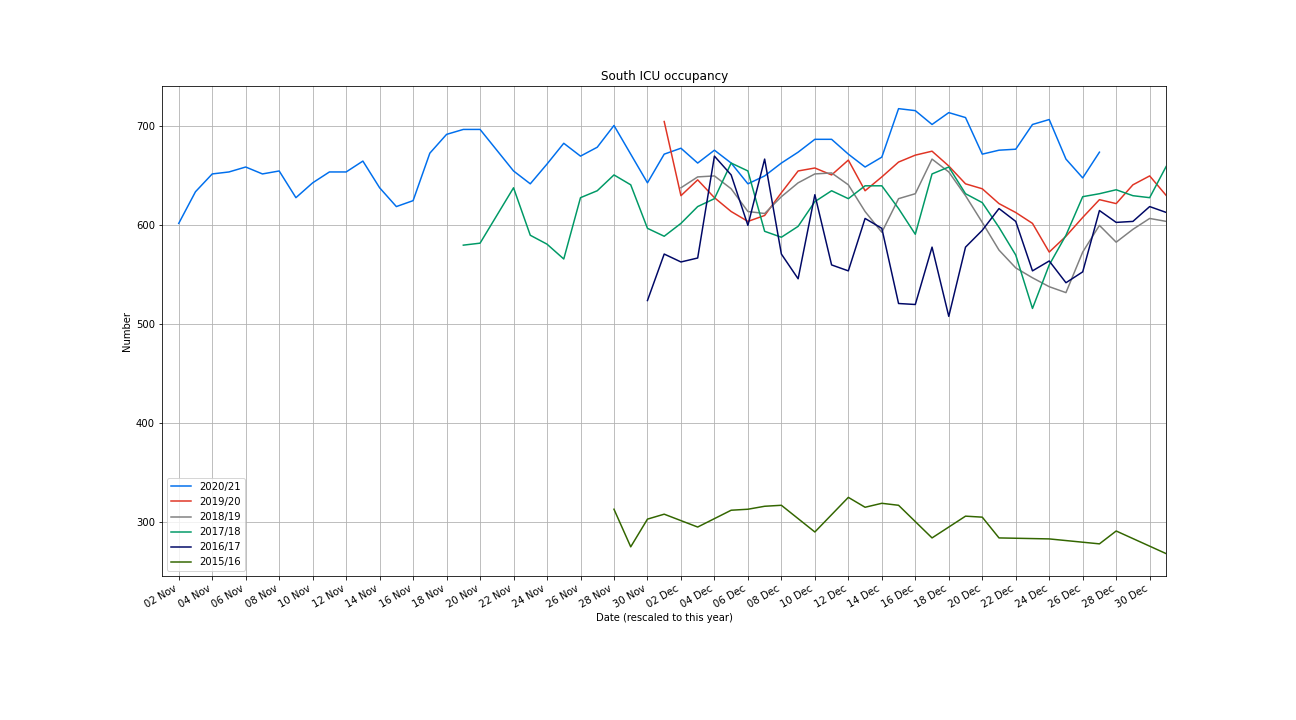 South ICU occupancy
Number
700
600
500
400
300
2020/21
2019/20
2018/19
2017/18
2016/17
2015/16
02 Nov 04 Nov 06 Nov 08 Nov 10 Nov 12 Nov 14 Nov 16 Nov 18 Nov 20 Nov 22 Nov 24 Nov 26 Nov 28 Nov 30 Nov 02 Dec 04 Dec 06 Dec 08 Dec 10 Dec 12 Dec 14 Dec 16 Dec 18 Dec 20 Dec 22 Dec 24 Dec 26 Dec 28 Dec 30 Dec
Date (rescaled to this year)